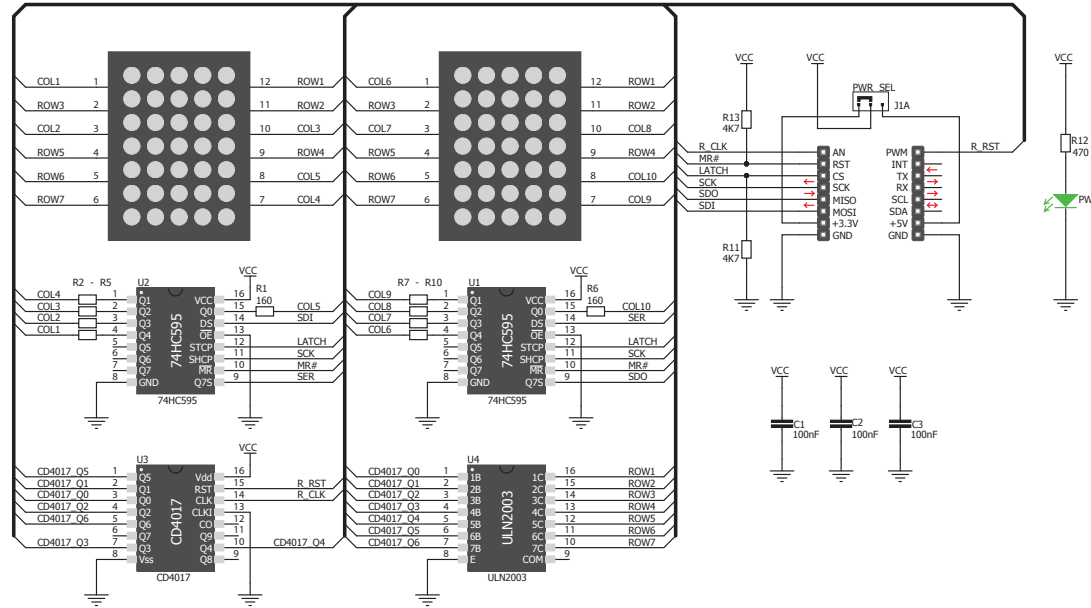 COL1 1 12 ROW1
ROW3 2 11 ROW2
COL2 3 10 COL3
ROW5 4 9 ROW4
ROW6 5 8 COL5
ROW7 6 7 COL4
COL6 1 12 ROW1
ROW3 2 11 ROW2
COL7 3 10 COL8
ROW5 4 9 ROW4
ROW6 5 8 COL10
ROW7 6 7 COL9
VCC
VCC
PWR SEL
J1A
R13
4K7
R_CLK AN PWM R_RST
MR# RST INT
LATCH CS TX
SCK SCK RX
SDO MISO SCL
SDI MOSI SDA
+3.3V +5V
GND GND
R11
4K7
VCC
R12
470
PW
R2 - R5
U2
VCC
R1
160
COL4 1 Q1 VCC 16
COL3 2 Q2 Q0 15 COL5
COL2 3 Q3 DS 14 SDI
COL1 4 Q4 OE 13
5 Q5 STCP 12 LATCH
6 Q6 SHCP 11 SCK
7 Q7 MR 10 MR#
8 GND Q7S 9 SER
74HC595
74HC595
R7 - R10
U1
VCC
R6
160
COL9 1 Q1 VCC 16
COL8 2 Q2 Q0 15 COL10
COL7 3 Q3 DS 14 SER
COL6 4 Q4 OE 13
5 Q5 STCP 12 LATCH
6 Q6 SHCP 11 SCK
7 Q7 MR 10 MR#
8 GND Q7S 9 SDO
74HC595
74HC595
VCC
C1
100nF
VCC
C2
100nF
VCC
C3
100nF
U3
VCC
CD4017_Q5 1 Q5 Vdd 16
CD4017_Q1 2 Q1 RST 15 R_RST
CD4017_Q0 3 Q0 CLK 14 R_CLK
CD4017_Q2 4 Q2 CLKI 13
CD4017_Q6 5 Q6 CO 12
6 Q7 Q9 11
CD4017_Q3 7 Q3 Q4 10 CD4017_Q4
8 Vss Q8 9
CD4017
CD4017
U4
CD4017_Q0 1 1B 1C 16 ROW1
CD4017_Q1 2 2B 2C 15 ROW2
CD4017_Q2 3 3B 3C 14 ROW3
CD4017_Q3 4 4B 4C 13 ROW4
CD4017_Q4 5 5B 5C 12 ROW5
CD4017_Q5 6 6B 6C 11 ROW6
CD4017_Q6 7 7B 7C 10 ROW7
8 E COM 9
ULN2003
ULN2003